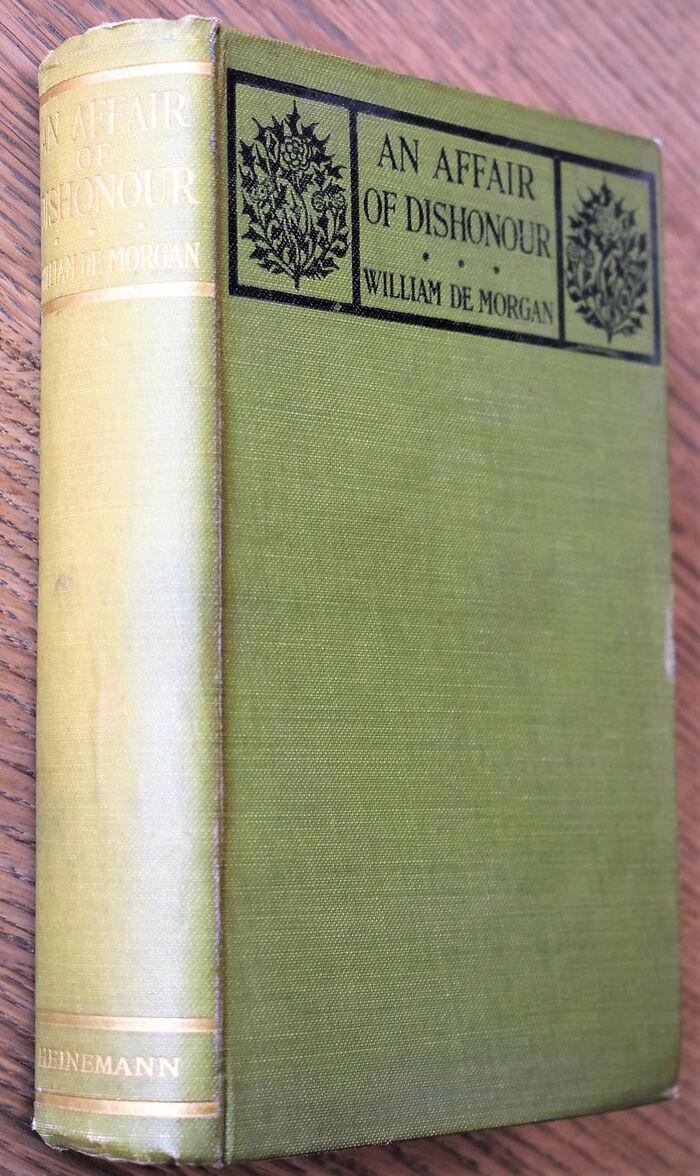 AN AFFAIR
OF
DISHONOUR
WILLIAM DE MORGAN
HEINEMANN
AN AFFAIR
OF DISHONOUR
WILLIAM DE MORGAN